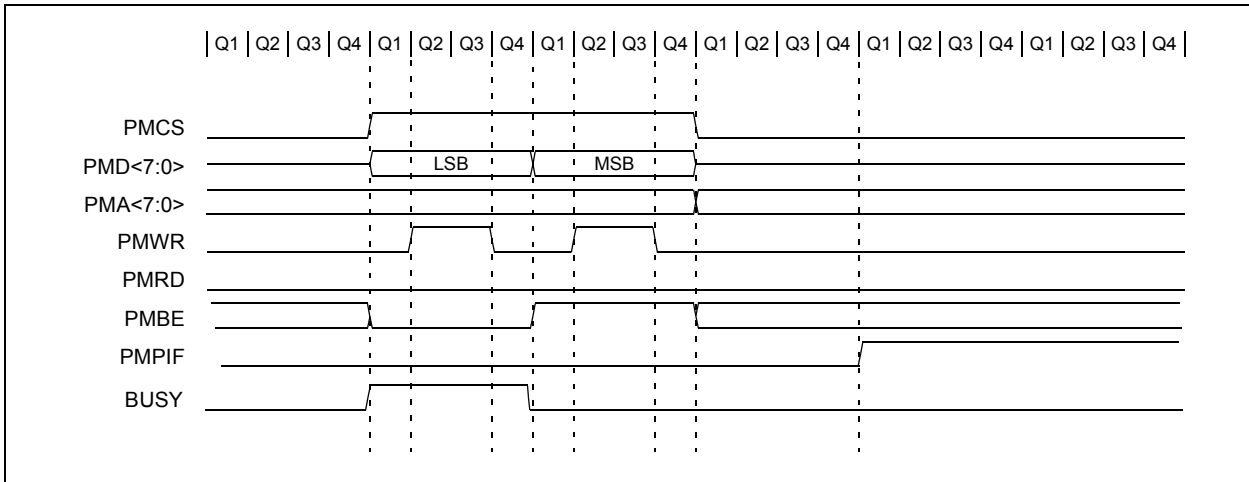 Q1 Q2 Q3 Q4 Q1 Q2 Q3 Q4 Q1 Q2 Q3 Q4 Q1 Q2 Q3 Q4 Q1 Q2 Q3 Q4 Q1 Q2 Q3 Q4
PMCS
PMD<7:0> LSB MSB
PMA<7:0>
PMWR
PMRD
PMBE
PMPIF
BUSY